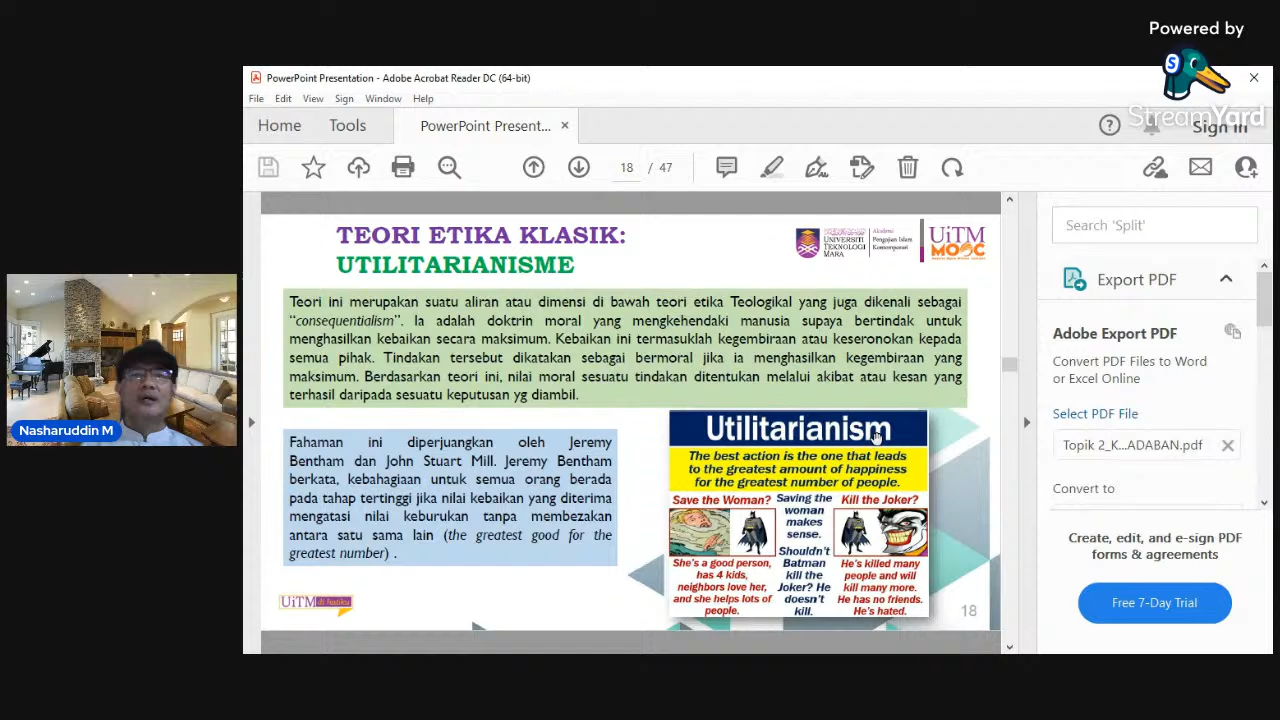 Powered by
StreamYard
PowerPoint Presentation - Adobe Acrobat Reader DC (64-bit)
File Edit View Sign Window Help
Home Tools PowerPoint Present... Sign In
18 / 47
TEORI ETIKA KLASIK:
UTILITARIANISME
UNIVERSITI
TEKNOLOGI
MARA
Akademi
Pengajian Islam
Kontemporari
UiTM
MOOC
Teori ini merupakan suatu aliran atau dimensi di bawah teori etika Teologikal yang juga dikenali sebagai
“consequentialism”. Ia adalah doktrin moral yang mengkehendaki manusia supaya bertindak untuk
menghasilkan kebaikan secara maksimum. Kebaikan ini termasuklah kegembiraan atau keseronokan kepada
semua pihak. Tindakan tersebut dikatakan sebagai bermoral jika ia menghasilkan kegembiraan yang
maksimum. Berdasarkan teori ini, nilai moral sesuatu tindakan ditentukan melalui akibat atau kesan yang
terhasil daripada sesuatu keputusan yg diambil.
Fahaman ini diperjuangkan oleh Jeremy
Bentham dan John Stuart Mill. Jeremy Bentham
berkata, kebahagiaan untuk semua orang berada
pada tahap tertinggi jika nilai kebaikan yang diterima
mengatasi nilai keburukan tanpa membezakan
antara satu sama lain (the greatest good for the
greatest number) .
Utilitarianism
The best action is the one that leads
to the greatest amount of happiness
for the greatest number of people.
Save the Woman?
She's a good person,
has 4 kids,
neighbors love her,
and she helps lots of
people.
Saving the
woman
makes
sense.
Shouldn't
Batman
kill the
Joker? He
doesn't
kill.
Kill the Joker?
He's killed many
people and will
kill many more.
He has no friends.
He's hated.
UiTM di hatiku
18
Search 'Split'
Export PDF
Adobe Export PDF
Convert PDF Files to Word
or Excel Online
Select PDF File
Topik 2_K...ADABAN.pdf
Convert to
Create, edit, and e-sign PDF
forms & agreements
Free 7-Day Trial
Nasharuddin M